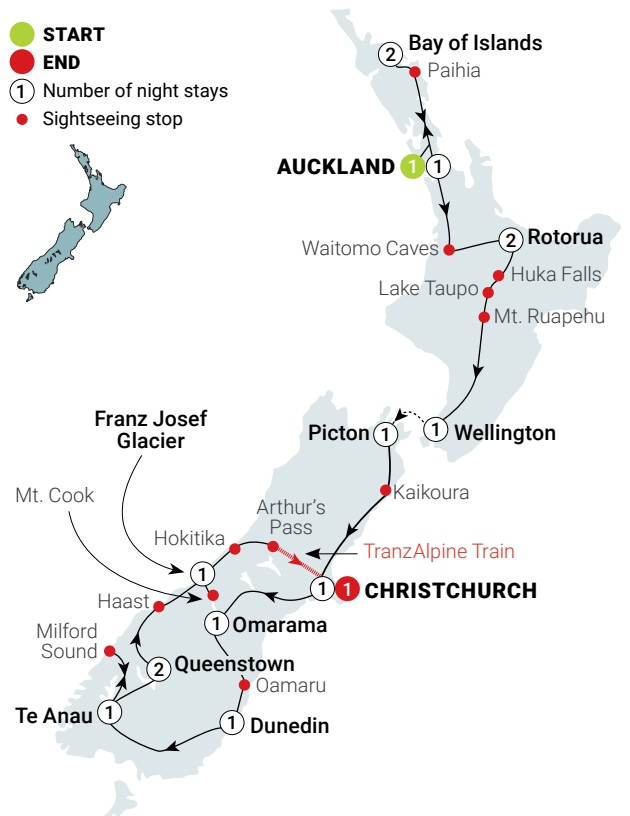 START
END
1 Number of night stays
Sightseeing stop
2 Bay of Islands
Paihia
AUCKLAND 1 1
Waitomo Caves
2 Rotorua
Huka Falls
Lake Taupo
Mt. Ruapehu
Franz Josef
Glacier
Picton 1
1 Wellington
Mt. Cook
Kaikoura
Arthur's
Pass
Hokitika
TranzAlpine Train
1
1 1 CHRISTCHURCH
Haast
1 Omarama
Milford
Sound
2 Queenstown
Oamaru
Te Anau 1
1 Dunedin